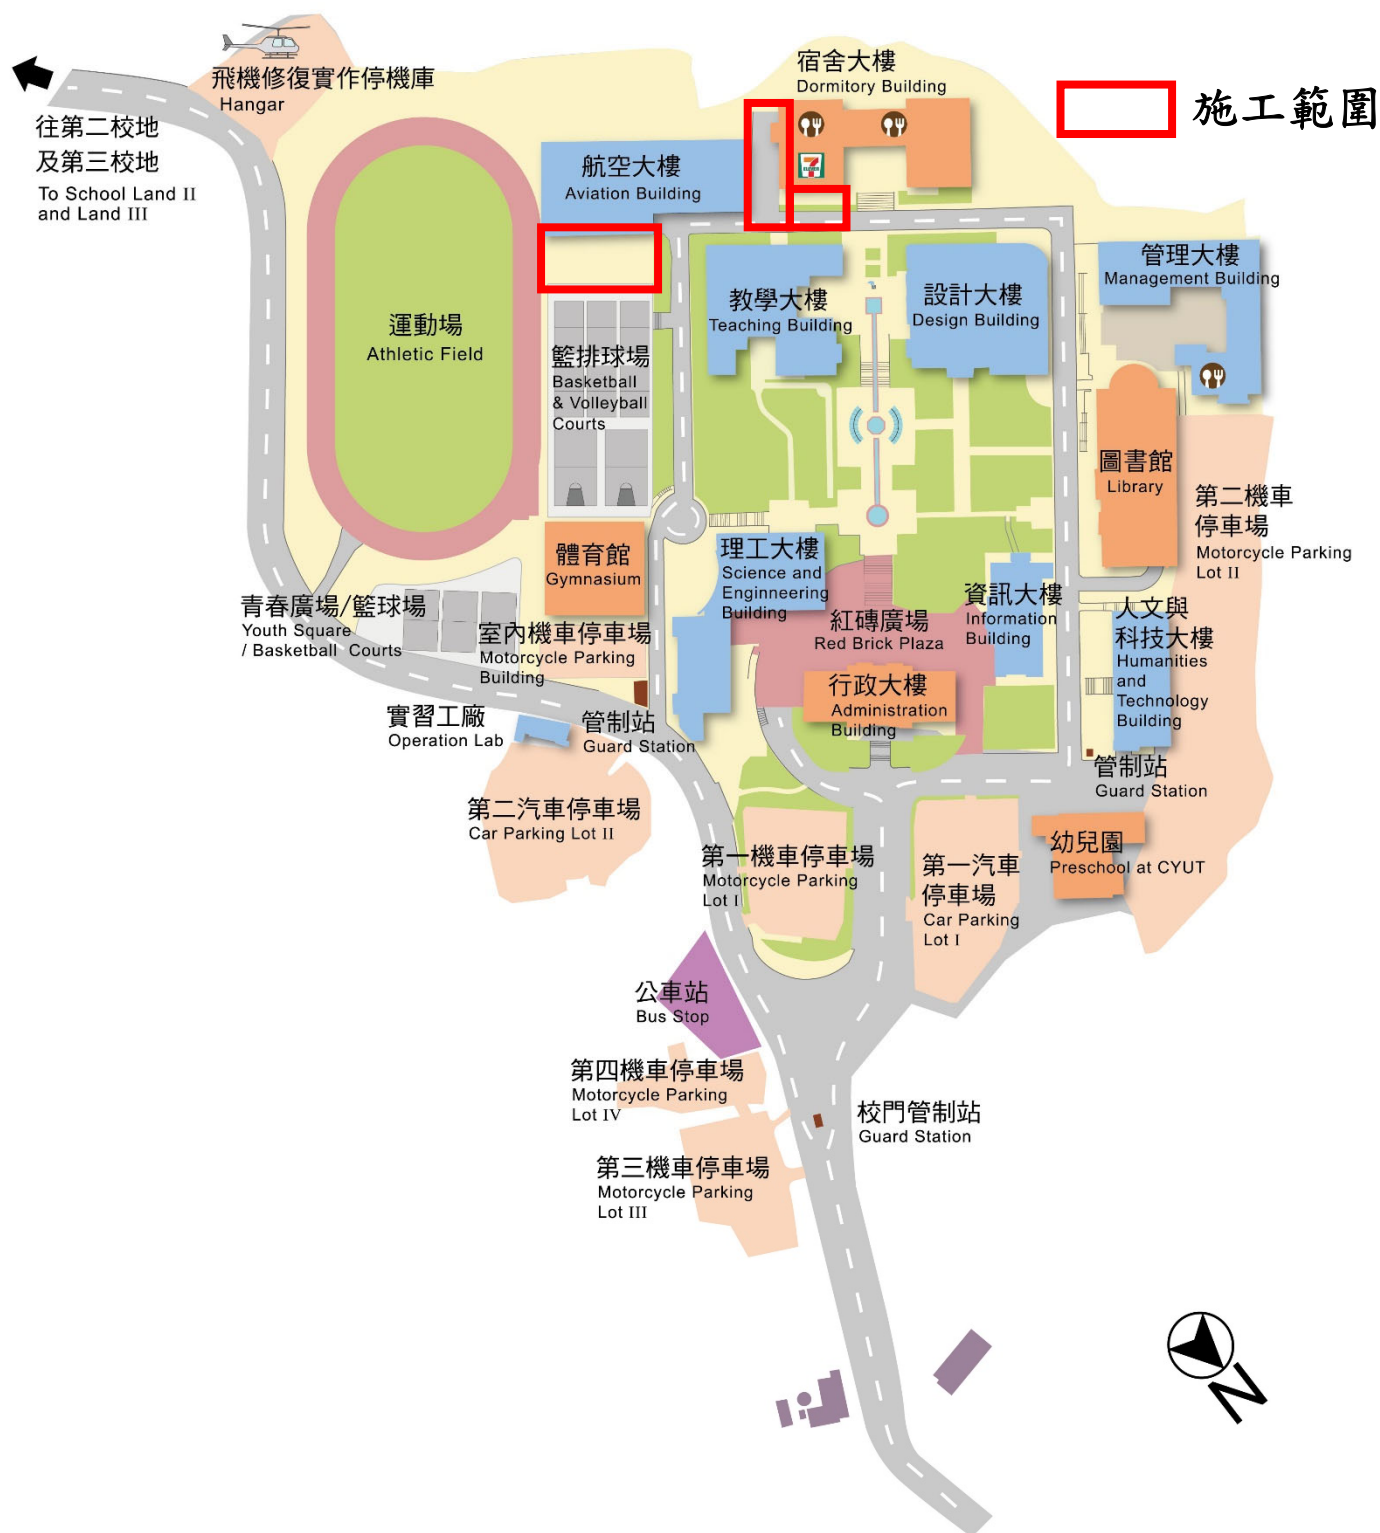 飛機修復實作停機庫
Hangar
往第二校地
及第三校地
To School Land II
and Land III
宿舍大樓
Dormitory Building
施工範圍
航空大樓
Aviation Building
7
ELEVEn
管理大樓
Management Building
運動場
Athletic Field
籃排球場
Basketball
& Volleyball
Courts
教學大樓
Teaching Building
設計大樓
Design Building
圖書館
Library
第二機車
停車場
Motorcycle Parking
Lot II
體育館
Gymnasium
理工大樓
Science and
Enginneering
Building
紅磚廣場
Red Brick Plaza
資訊大樓
Information
Building
人文與
科技大樓
Humanities
and
Technology
Building
青春廣場/籃球場
Youth Square
/ Basketball Courts
室內機車停車場
Motorcycle Parking
Building
行政大樓
Administration
Building
實習工廠
Operation Lab
管制站
Guard Station
管制站
Guard Station
第二汽車停車場
Car Parking Lot II
第一機車停車場
Motorcycle Parking
Lot I
第一汽車
停車場
Car Parking
Lot I
幼兒園
Preschool at CYUT
公車站
Bus Stop
第四機車停車場
Motorcycle Parking
Lot IV
校門管制站
Guard Station
第三機車停車場
Motorcycle Parking
Lot III
N